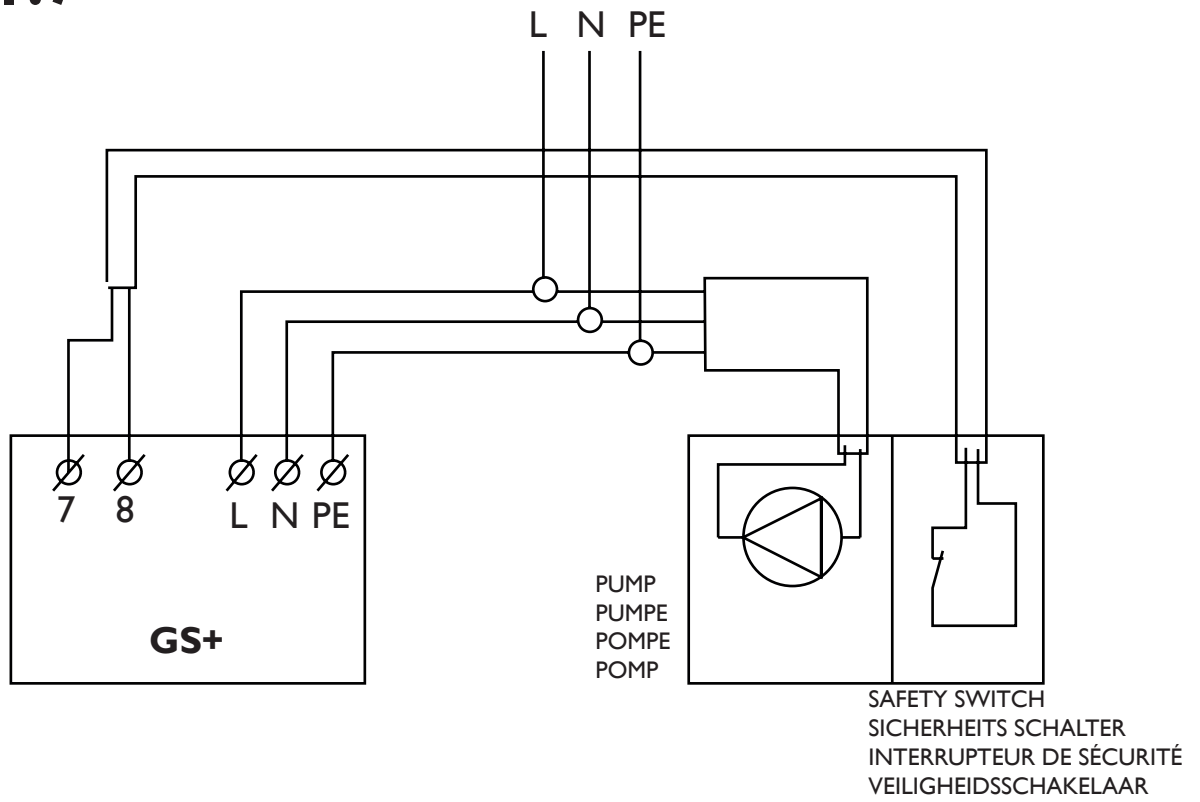 L N PE
7 8 L N PE
GS+
PUMP
PUMPE
POMPE
POMP
SAFETY SWITCH
SICHERHEITS SCHALTER
INTERRUPTEUR DE SÉCURITÉ
VEILIGHEIDSSCHAKELAAR